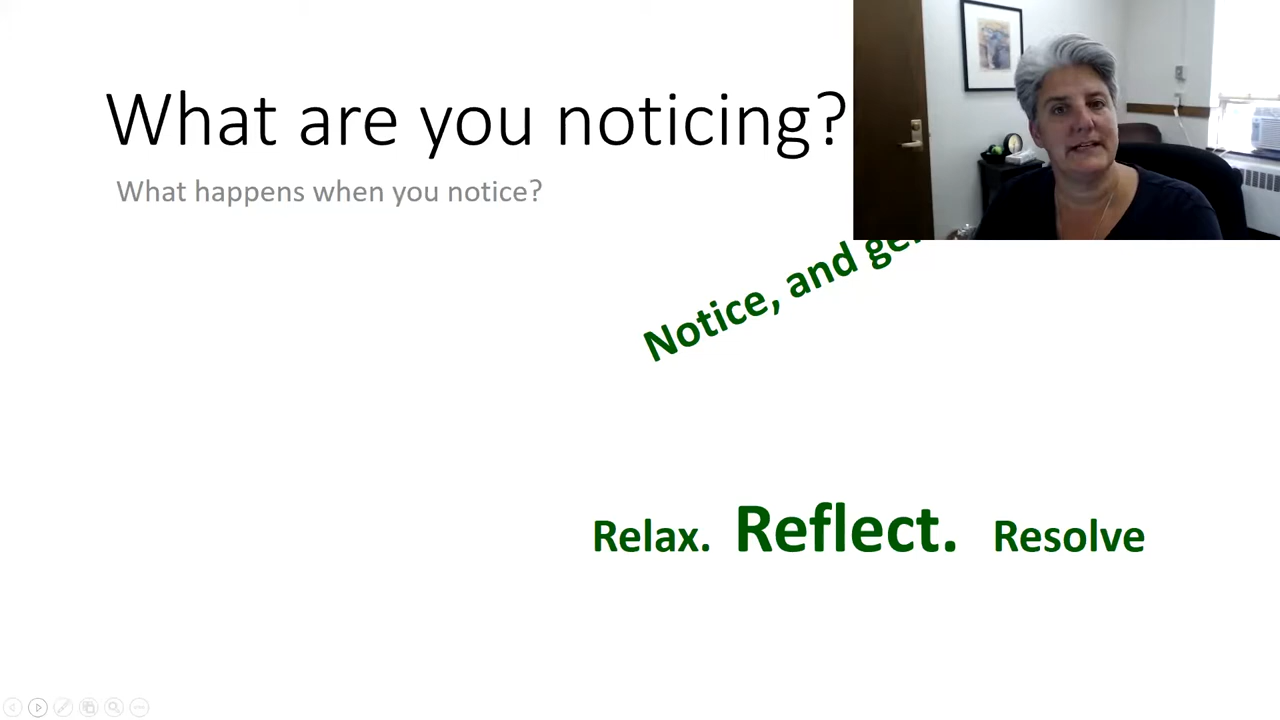 What are you noticing?
What happens when you notice?
Notice, and
Relax. Reflect. Resolve